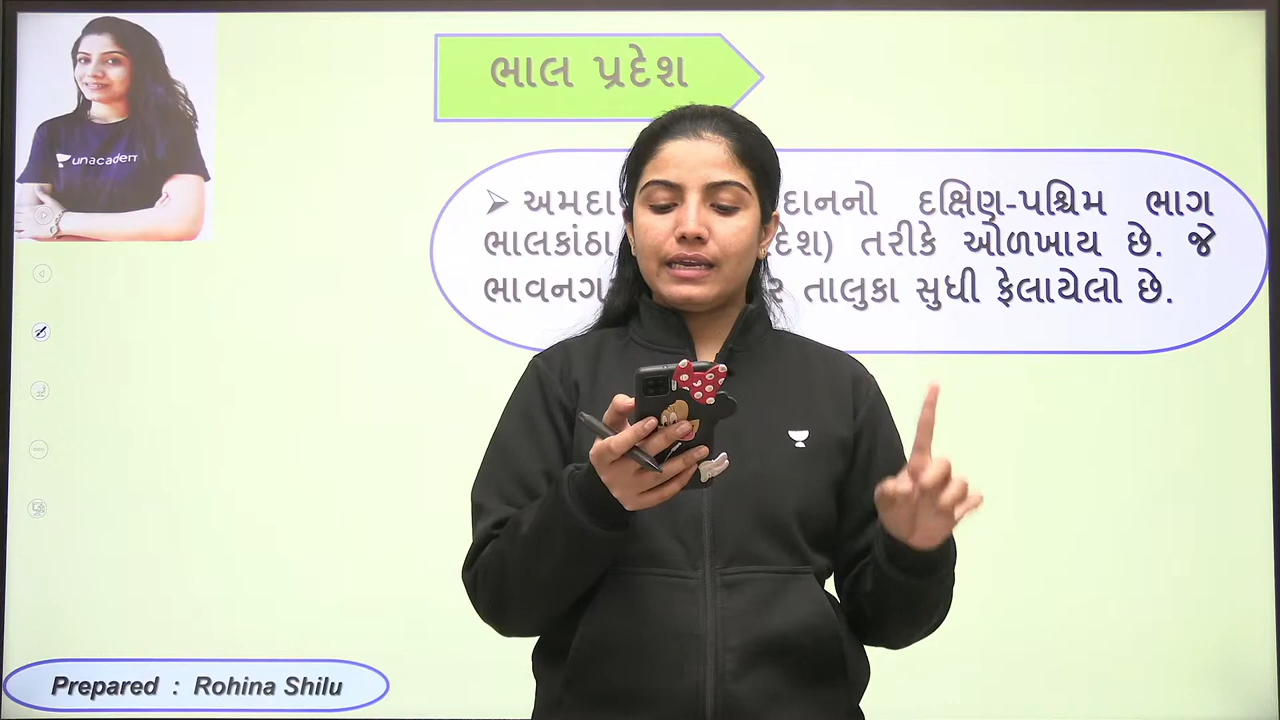 ભાલ પ્રદેશ
unacadem
➢ અમદા દાનનો દક્ષિણ-પશ્ચિમ ભાગ
ભાલકાંઠા દેશ) તરીકે ઓળખાય છે. જે
ભાવનગ ર તાલુકા સુધી ફેલાયેલો છે.
Prepared : Rohina Shilu